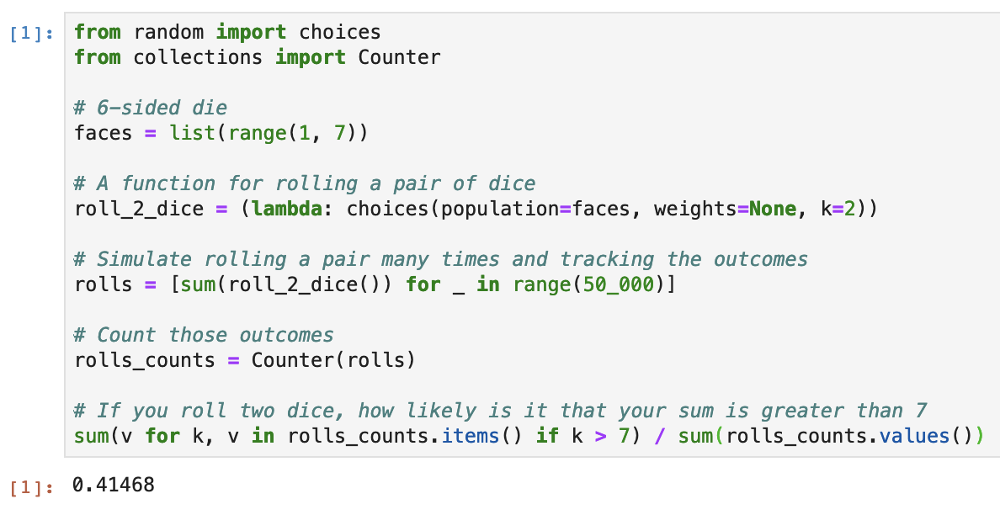 [1]: from random import choices
from collections import Counter
# 6-sided die
faces = list(range(1, 7))
# A function for rolling a pair of dice
roll_2_dice = (lambda: choices(population=faces, weights=None, k=2))
# Simulate rolling a pair many times and tracking the outcomes
rolls = [sum(roll_2_dice()) for _ in range(50_000)]
# Count those outcomes
rolls_counts = Counter(rolls)
# If you roll two dice, how likely is it that your sum is greater than 7
sum(v for k, v in rolls_counts.items() if k > 7) / sum(rolls_counts.values())
[1]: 0.41468